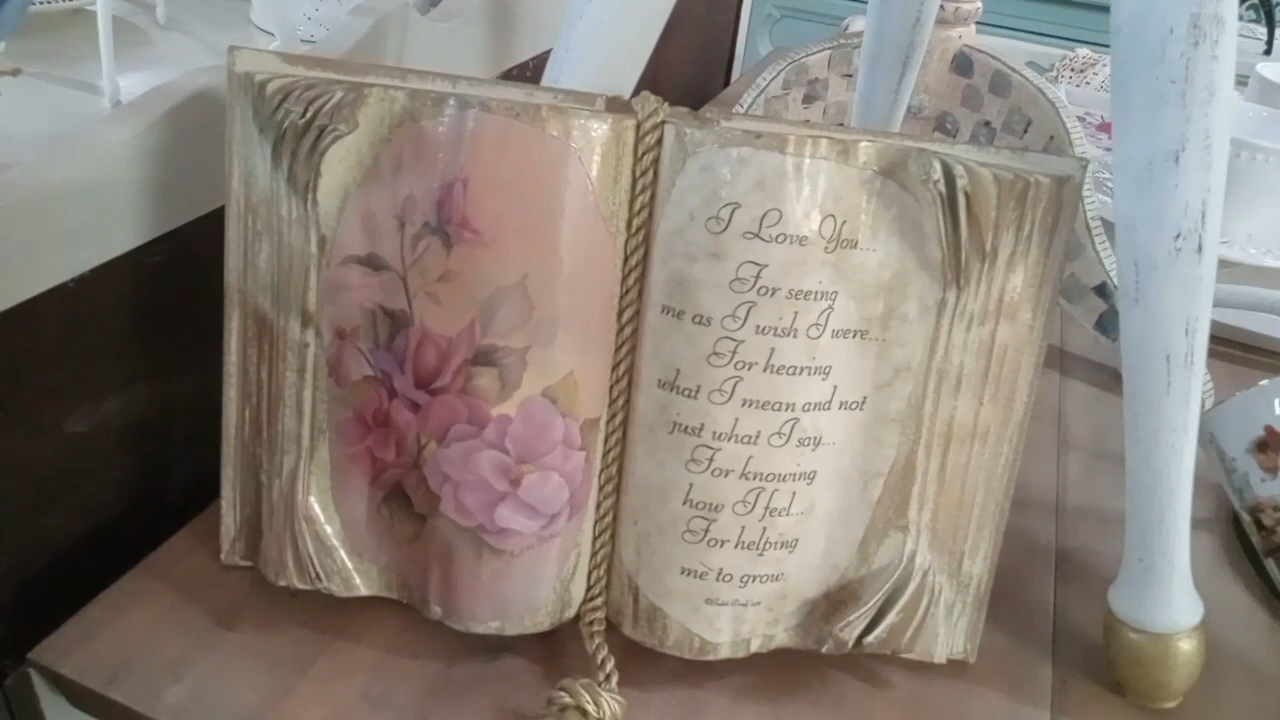 I Love You...
For seeing
me as I wish I were...
For hearing
what I mean and not
just what I say...
For knowing
how I feel...
For helping
me to grow.